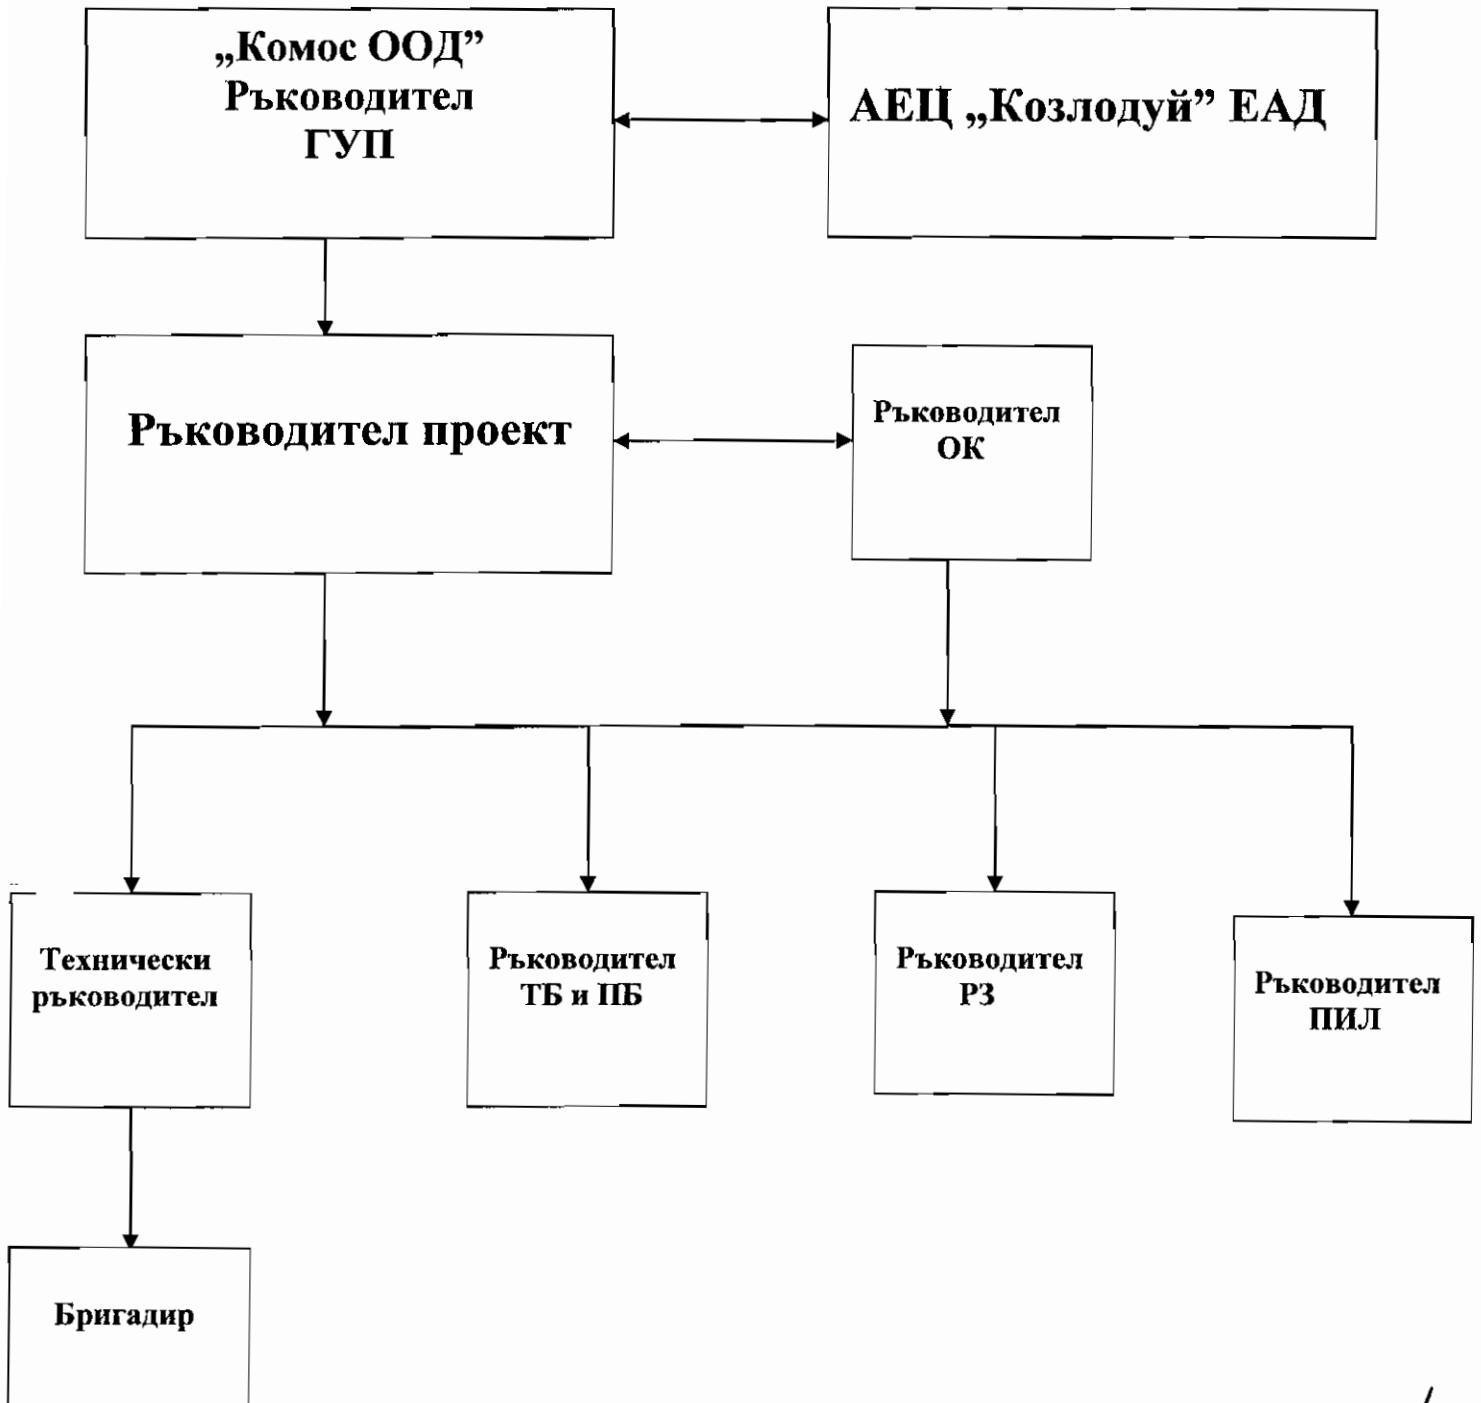 „Комос ООД”
Ръководител
ГУП
АЕЦ „Козлодуй” ЕАД
Ръководител проект
Ръководител
ОК
Технически
ръководител
Ръководител
ТБ и ПБ
Ръководител
РЗ
Ръководител
ПИЛ
Бригадир